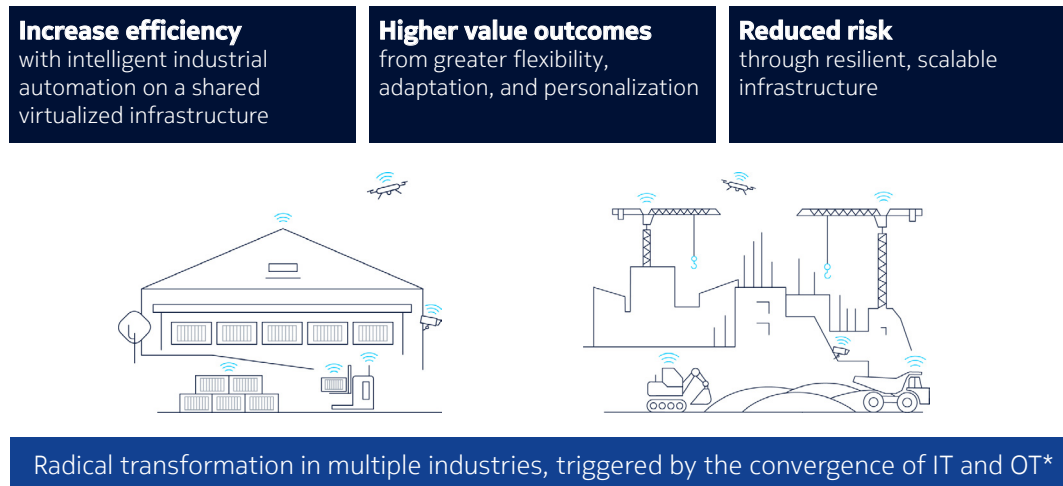 Increase efficiency
with intelligent industrial
automation on a shared
virtualized infrastructure
Higher value outcomes
from greater flexibility,
adaptation, and personalization
Reduced risk
through resilient, scalable
infrastructure
Radical transformation in multiple industries, triggered by the convergence of IT and OT*